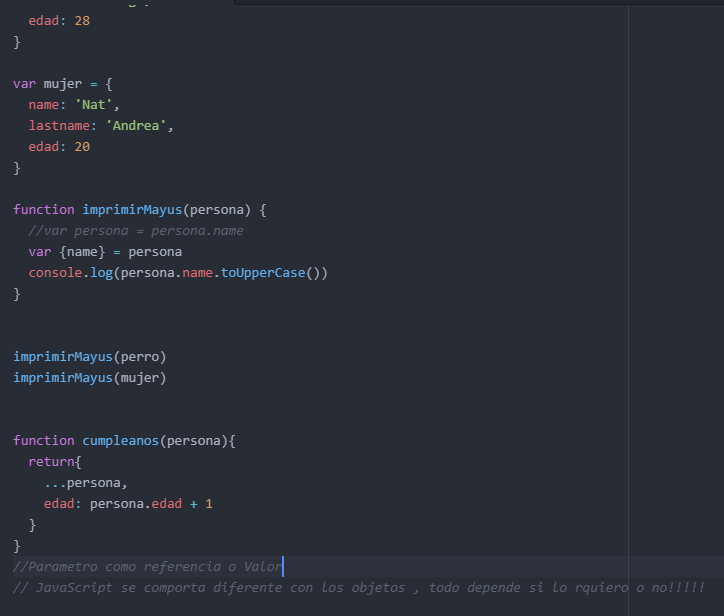 edad: 28
}
var mujer = {
name: 'Nat',
lastname: 'Andrea',
edad: 20
}
function imprimirMayus(persona) {
//var persona = persona.name
var {name} = persona
console.log(persona.name.toUpperCase())
}
imprimirMayus(perro)
imprimirMayus(mujer)
function cumpleanos(persona){
return{
...persona,
edad: persona.edad + 1
}
}
//Parametro como referencia o Valor
// JavaScript se comporta diferente con los objetos , todo depende si lo rquiero o no!!!!!